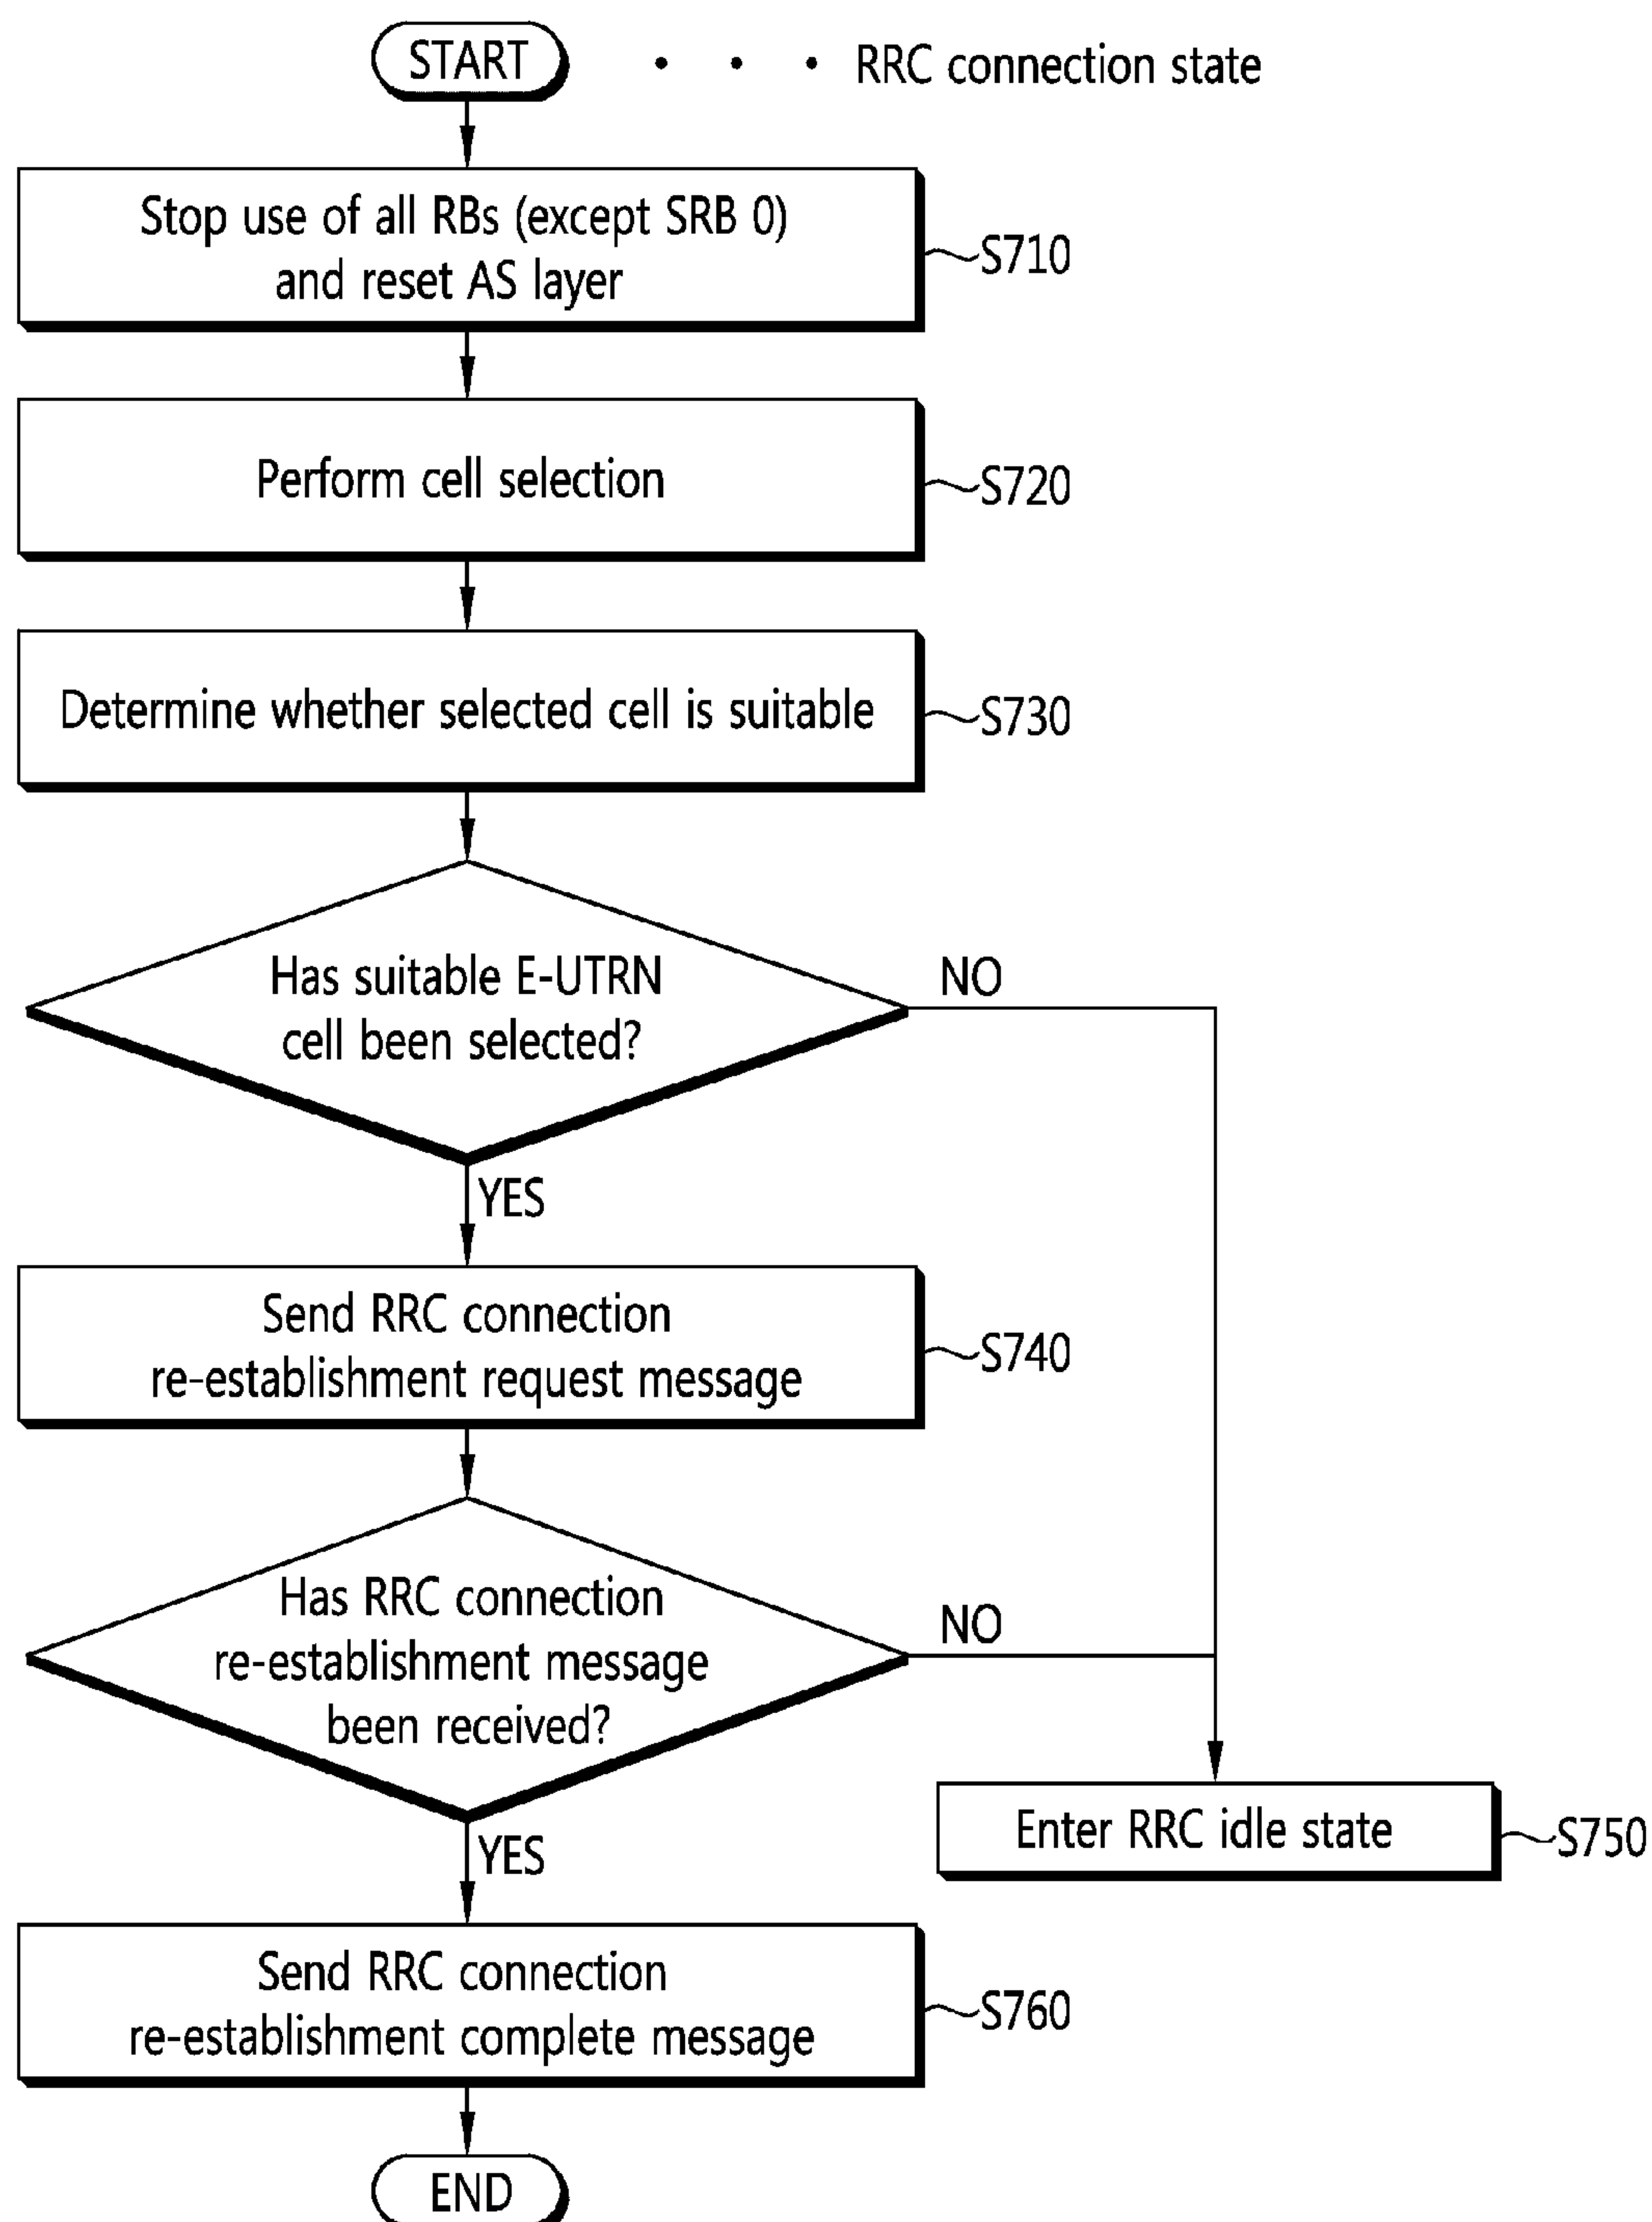 START
• • • RRC connection state
Stop use of all RBs (except SRB 0)
and reset AS layer
S710
Perform cell selection
S720
Determine whether selected cell is suitable
S730
Has suitable E-UTRN
cell been selected?
NO
YES
Send RRC connection
re-establishment request message
S740
Has RRC connection
re-establishment message
been received?
NO
YES
Enter RRC idle state
S750
Send RRC connection
re-establishment complete message
S760
END